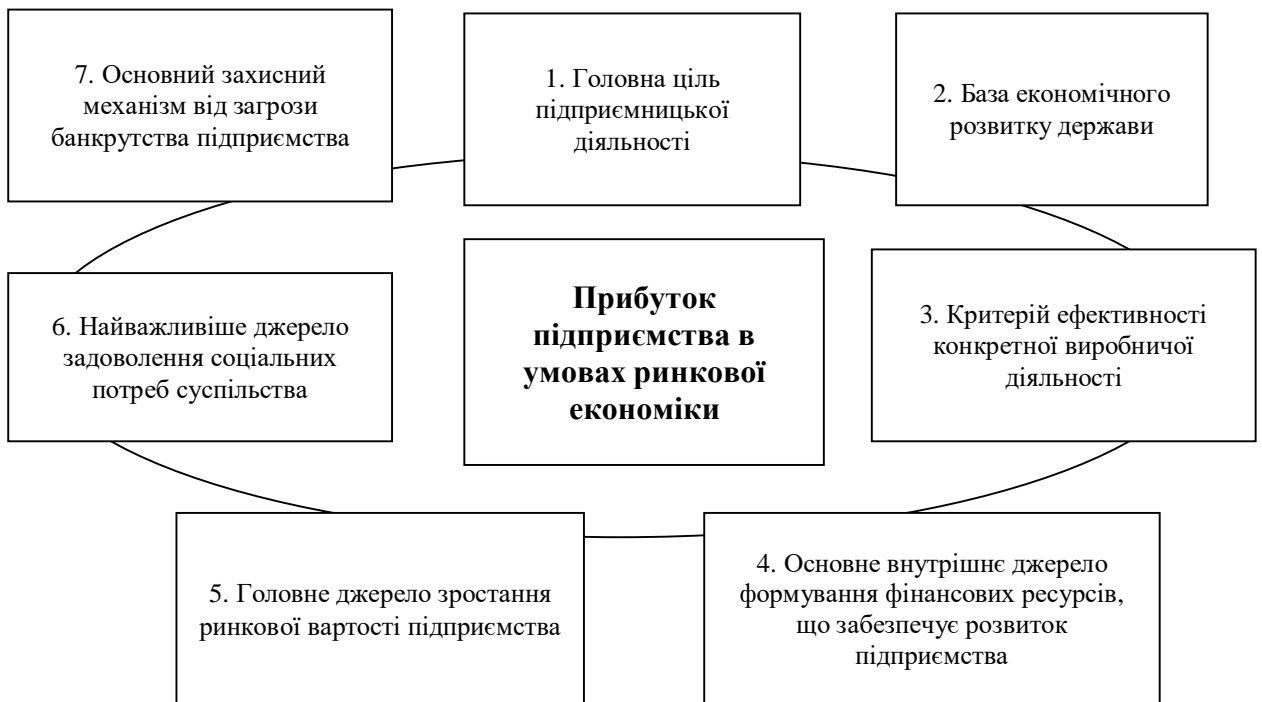 7. Основний захисний
механізм від загрози
банкрутства підприємства
1. Головна ціль
підприємницької
діяльності
2. База економічного
розвитку держави
6. Найважливіше джерело
задоволення соціальних
потреб суспільства
Прибуток
підприємства в
умовах ринкової
економіки
3. Критерій ефективності
конкретної виробничої
діяльності
5. Головне джерело зростання
ринкової вартості підприємства
4. Основне внутрішнє джерело
формування фінансових ресурсів,
що забезпечує розвиток
підприємства